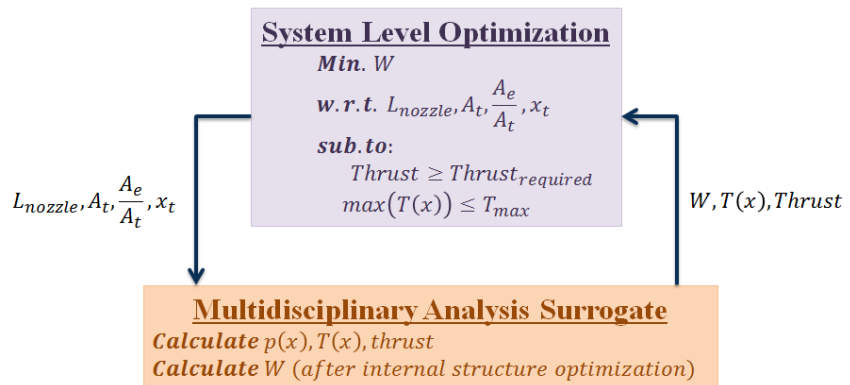 System Level Optimization
Min. W
w.r.t. L_nozzle, A_t, A_e/A_t, x_t
sub.to:
Thrust ≥ Thrust_required
max(T(x)) ≤ T_max
L_nozzle, A_t, A_e/A_t, x_t
W, T(x), Thrust
Multidisciplinary Analysis Surrogate
Calculate p(x), T(x), thrust
Calculate W (after internal structure optimization)